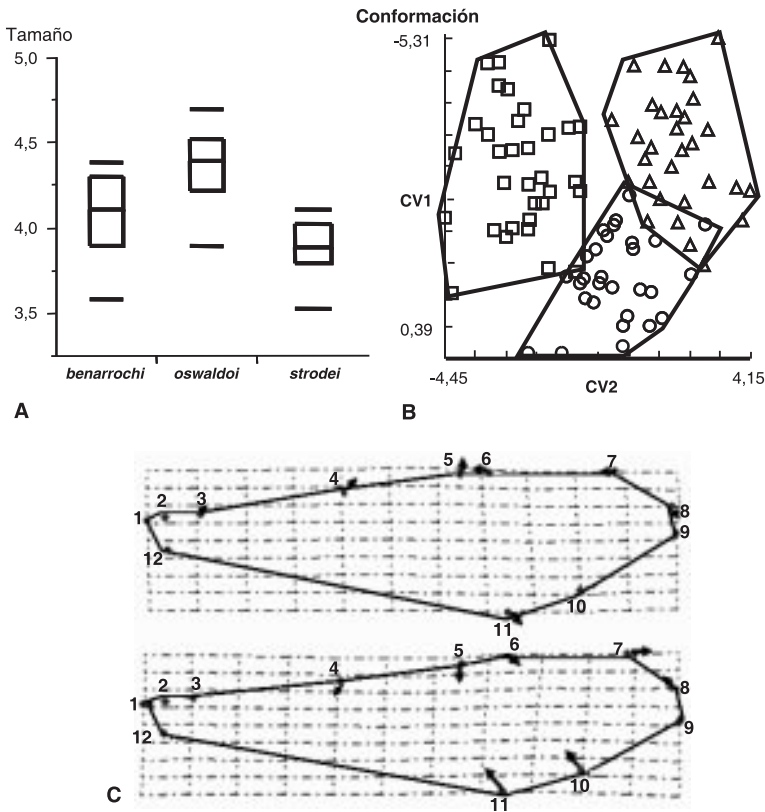 Tamaño
5,0
4,5
4,0
3,5
benarrochi oswaldoi strodei
A
Conformación
-5,31
CV1
0,39
-4,45 4,15
CV2
B
1 2 3 4 5 6 7 8 9 10 11 12
1 2 3 4 5 6 7 8 9 10 11 12
C